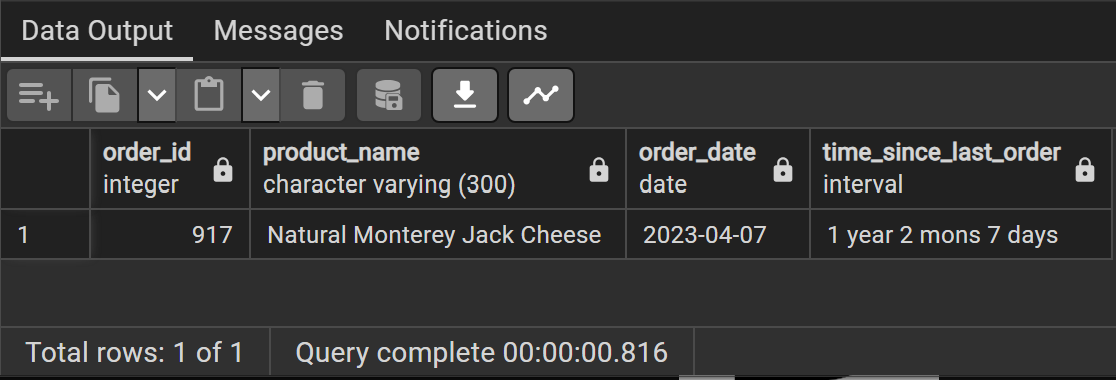 Data Output Messages Notifications
order_id product_name order_date time_since_last_order
integer character varying (300) date interval
1 917 Natural Monterey Jack Cheese 2023-04-07 1 year 2 mons 7 days
Total rows: 1 of 1 Query complete 00:00:00.816